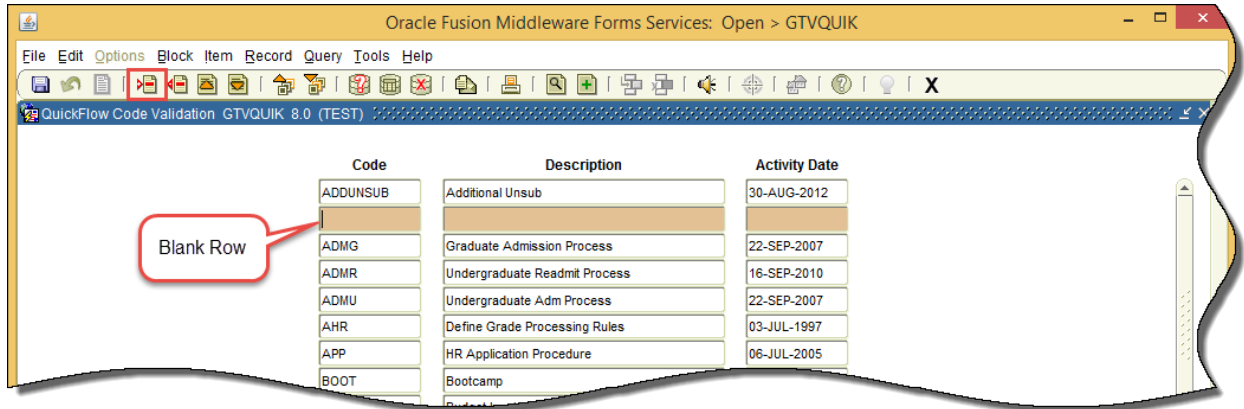 Oracle Fusion Middleware Forms Services: Open > GTVQUIK
File Edit Options Block Item Record Query Tools Help
X
QuickFlow Code Validation GTVQUIK 8.0 (TEST)
Code Description Activity Date
ADDUNSUB Additional Unsub 30-AUG-2012
Blank Row
ADMG Graduate Admission Process 22-SEP-2007
ADMR Undergraduate Readmit Process 16-SEP-2010
ADMU Undergraduate Adm Process 22-SEP-2007
AHR Define Grade Processing Rules 03-JUL-1997
APP HR Application Procedure 06-JUL-2005
BOOT Bootcamp